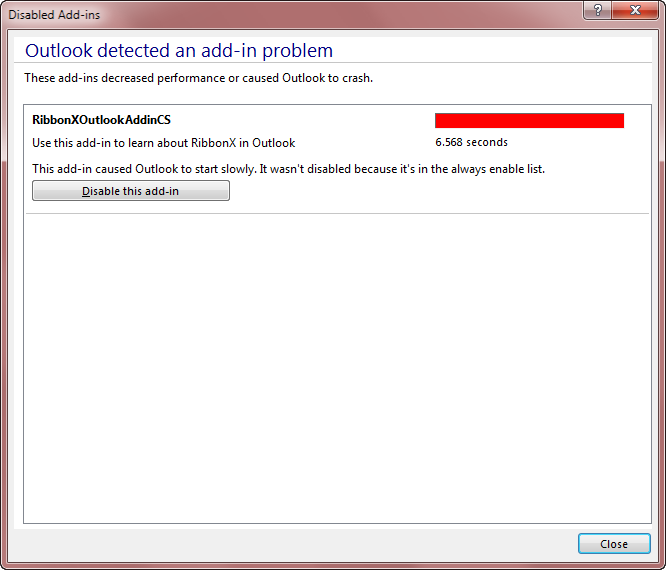 Disabled Add-ins
?
Outlook detected an add-in problem
These add-ins decreased performance or caused Outlook to crash.
RibbonXOutlookAddinCS
Use this add-in to learn about RibbonX in Outlook
6.568 seconds
This add-in caused Outlook to start slowly. It wasn't disabled because it's in the always enable list.
Disable this add-in
Close